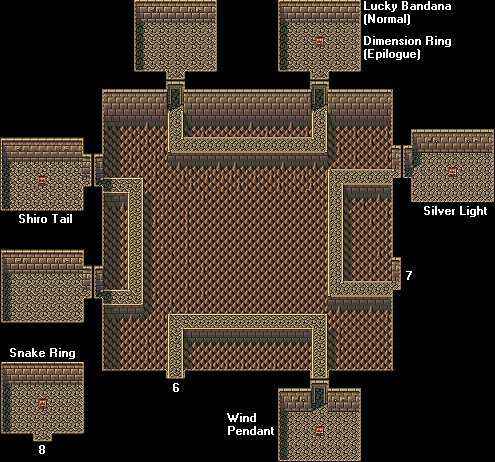 Lucky Bandana
(Normal)
Dimension Ring
(Epilogue)
Shiro Tail
Silver Light
7
Snake Ring
6
Wind
Pendant
8